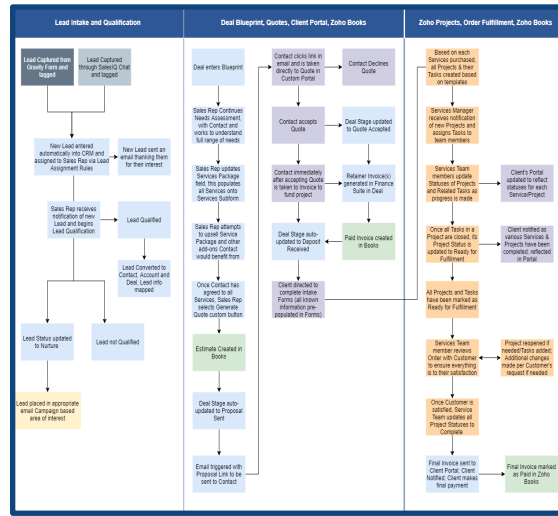 Lead Intake and Qualification
Lead Captured from
Gravity Form and
tagged
Lead Captured
through SalesIQ Chat
and tagged
New Lead entered
automatically into CRM and
assigned to Sales Rep via Lead
Assignment Rules
New Lead sent an
email thanking them
for their interest
Sales Rep receives
notification of new
Lead and begins
Lead Qualification
Lead Qualified
Lead Converted to
Contact, Account and
Deal. Lead info
mapped
Lead Status updated
to Nurture
Lead not Qualified
Lead placed in appropriate
email Campaign based
area of interest
Deal Blueprint, Quotes, Client Portal, Zoho Books
Deal enters Blueprint
Sales Rep Continues
Needs Assessment,
with Contact and
works to understand
full range of needs
Sales Rep updates
Services Package
field, this populates
all Services onto
Services Subform
Sales Rep attempts
to upsell Service
Package and other
add-ons Contact
would benefit from
Once Contact has
agreed to all
Services, Sales Rep
selects Generate
Quote custom button
Estimate Created in
Books
Deal Stage auto-
updated to Proposal
Sent
Email triggered with
Proposal Link to be
sent to Contact
Contact clicks link in
email and is taken
directly to Quote in
Custom Portal
Contact Declines
Quote
Contact accepts
Quote
Deal Stage updated
to Quote Accepted
Contact immediately
after accepting Quote
is taken to Invoice to
fund project
Retainer Invoice(s)
generated in Finance
Suite in Deal
Deal Stage auto-
updated to Deposit
Received
Paid Invoice created
in Books
Client directed to
complete Intake
Forms (all known
information pre-
populated in Forms)
Zoho Projects, Order Fulfillment, Zoho Books
Based on each
Services purchased,
all Projects & their
Tasks created based
on templates
Services Manager
receives notification
of new Projects and
assigns Tasks to
team members
Services Team
members update
Statuses of Projects
and Related Tasks as
progress is made
Client's Portal
updated to reflect
statuses for each
Service/Project
Once all Tasks in a
Project are closed, its
Project Status is
updated to Ready for
Fulfillment
Client notified as
various Services &
Projects have been
completed; reflected
in Portal
All Projects and Tasks
have been marked as
Ready for Fulfillment
Services Team
member reviews
Order with Customer
to ensure everything
is to their satisfaction
Project reopened if
needed/Tasks added;
Additional changes
made per Customer's
request if needed
Once Customer is
satisfied, Service
Team updates all
Project Statuses to
Complete
Final Invoice sent to
Client Portal; Client
Notified; Client makes
final payment
Final Invoice marked
as Paid in Zoho
Books